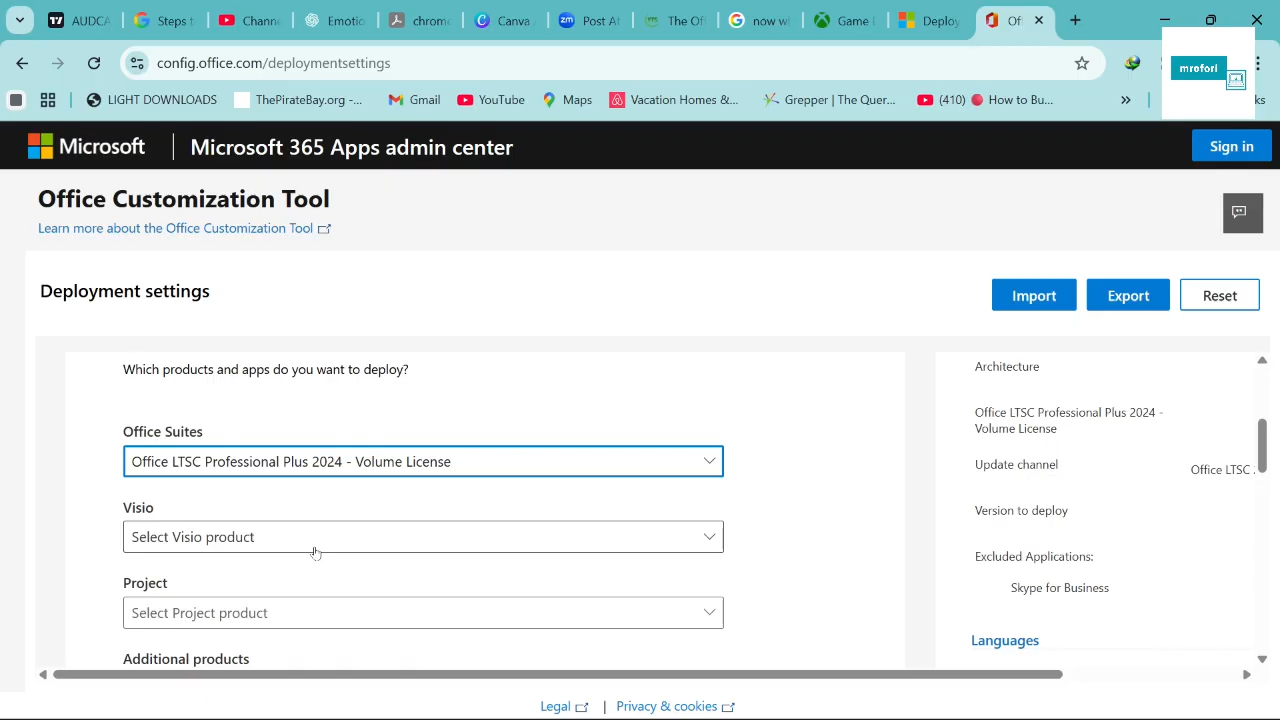 AUDCA
Steps t
Chann
Emotio
chrome
Canva
Post At
The Of
now wh
Game
Deploy
Of
config.office.com/deploymentsettings
mrofori
LIGHT DOWNLOADS
ThePirateBay.org -...
Gmail
YouTube
Maps
Vacation Homes &...
Grepper | The Quer...
(410) 🔴 How to Bu...
Microsoft
Microsoft 365 Apps admin center
Sign in
Office Customization Tool
Learn more about the Office Customization Tool
Deployment settings
Import
Export
Reset
Which products and apps do you want to deploy?
Office Suites
Office LTSC Professional Plus 2024 - Volume License
Visio
Select Visio product
Project
Select Project product
Additional products
Architecture
Office LTSC Professional Plus 2024 -
Volume License
Update channel
Office LTSC
Version to deploy
Excluded Applications:
Skype for Business
Languages
Legal
|
Privacy & cookies